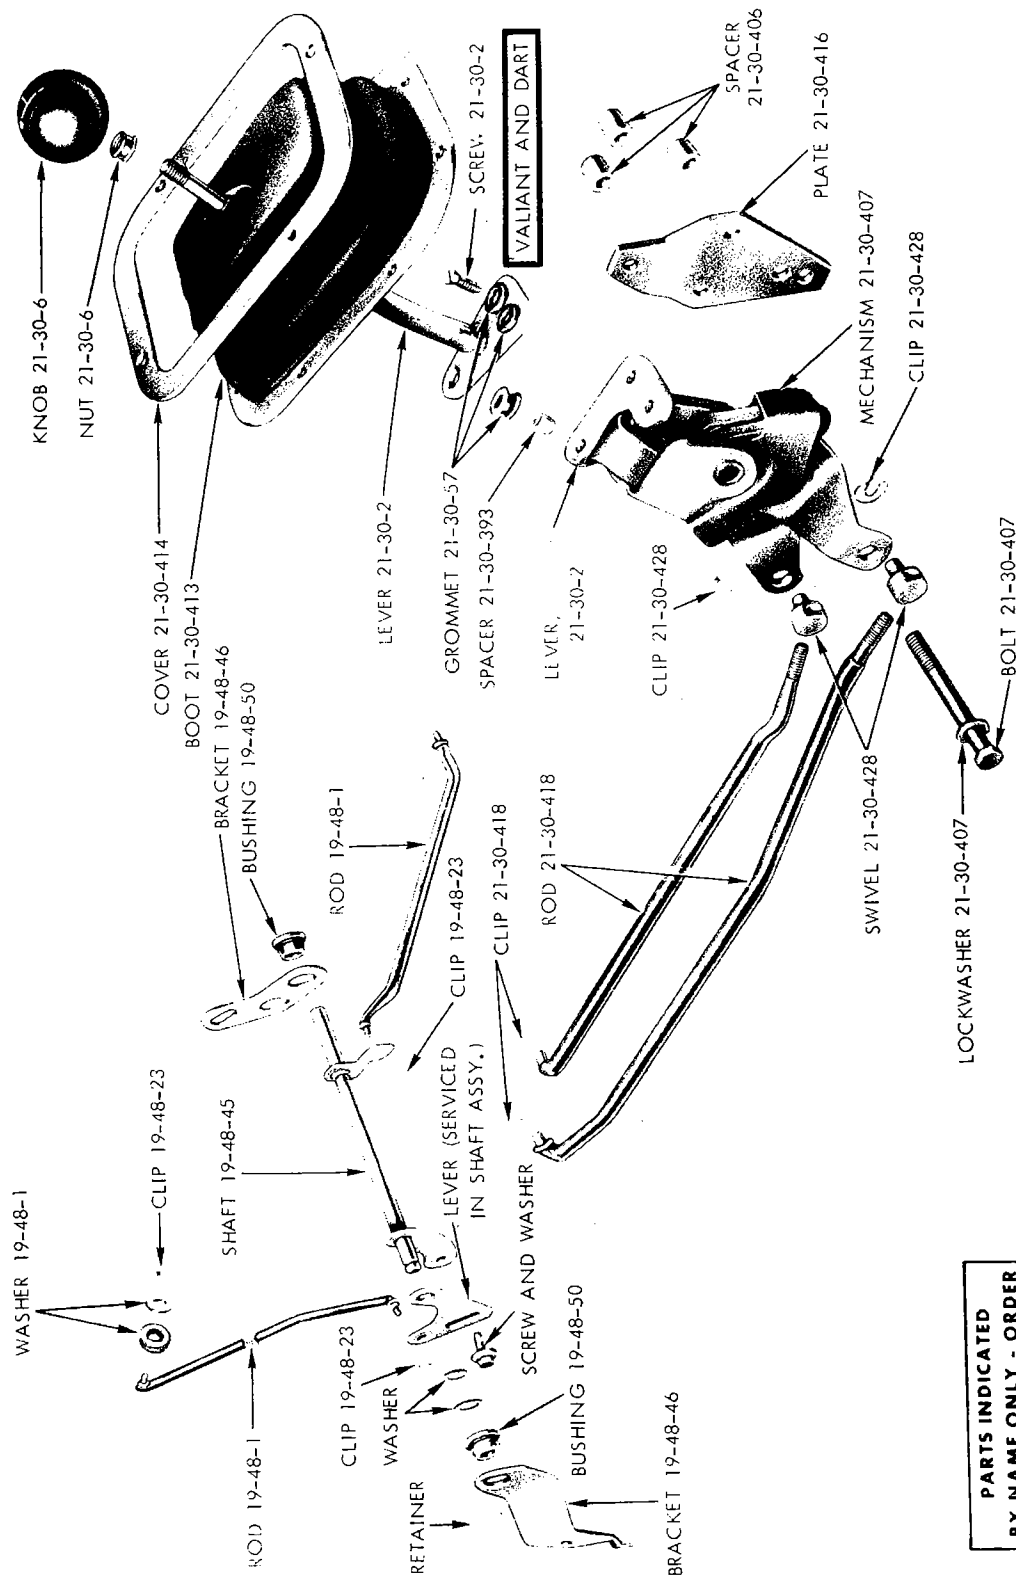 KNOB 21-30-6
NUT 21-30-6
COVER 21-30-414
BOOT 21-30-413
BRACKET 19-48-46
BUSHING 19-48-50
SCREW 21-30-2
VALIANT AND DART
SPACER
21-30-406
PLATE 21-30-416
LEVER 21-30-2
GROMMET 21-30-57
SPACER 21-30-393
LEVER,
21-30-2
CLIP 21-30-428
MECHANISM 21-30-407
CLIP 21-30-428
BOLT 21-30-407
LOCKWASHER 21-30-407
SWIVEL 21-30-428
ROD 21-30-418
CLIP 21-30-418
ROD 19-48-1
CLIP 19-48-23
LEVER (SERVICED
IN SHAFT ASSY.)
SHAFT 19-48-45
CLIP 19-48-23
WASHER 19-48-1
ROD 19-48-1
CLIP 19-48-23
WASHER
SCREW AND WASHER
BUSHING 19-48-50
RETAINER
BRACKET 19-48-46
PARTS INDICATED
BY NAME ONLY - ORDER